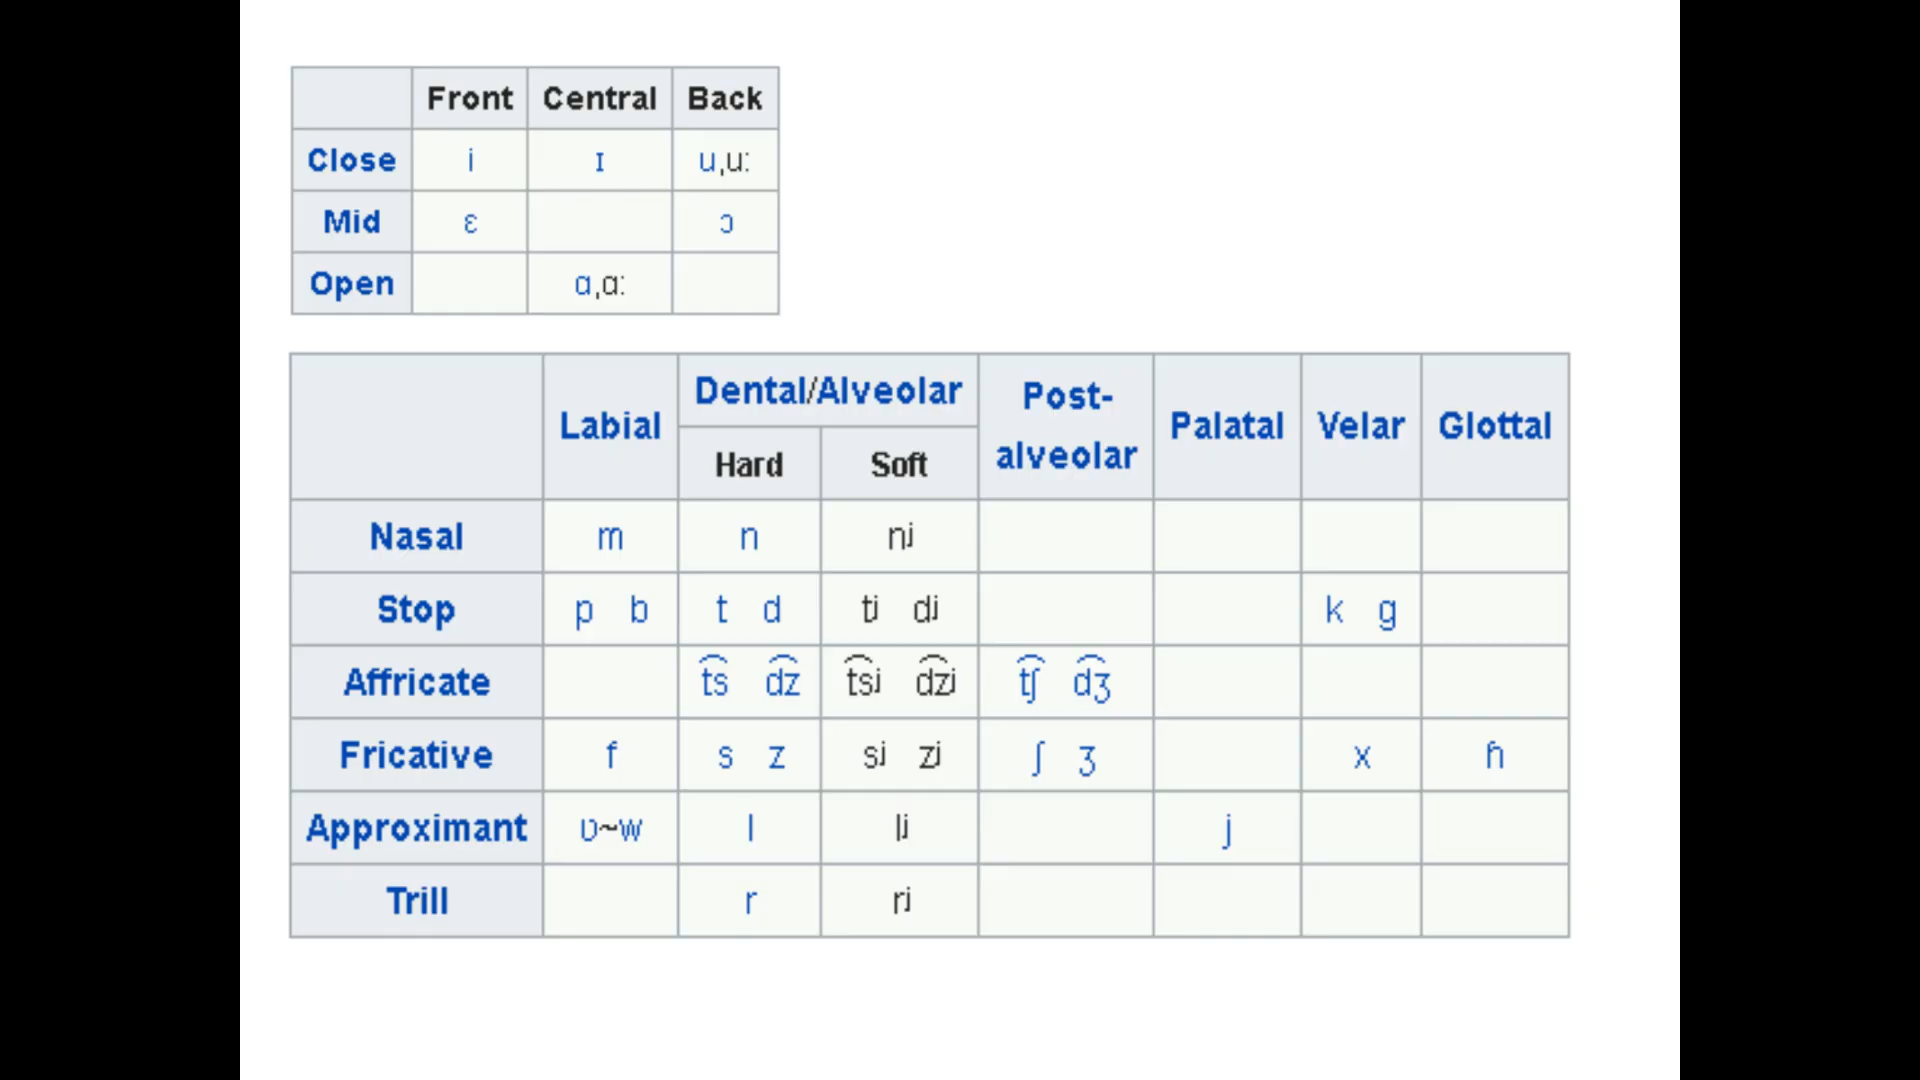 Front Central Back
Close i ɪ u,uː
Mid ɛ ɔ
Open ɑ,ɑː
Labial Dental/Alveolar Post-alveolar Palatal Velar Glottal
Hard Soft
Nasal m n nʲ
Stop p b t d tʲ dʲ k g
Affricate t͡s d͡z t͡sʲ d͡zʲ t͡ʃ d͡ʒ
Fricative f s z sʲ zʲ ʃ ʒ x ɦ
Approximant ʋ~w l lʲ j
Trill r rʲ